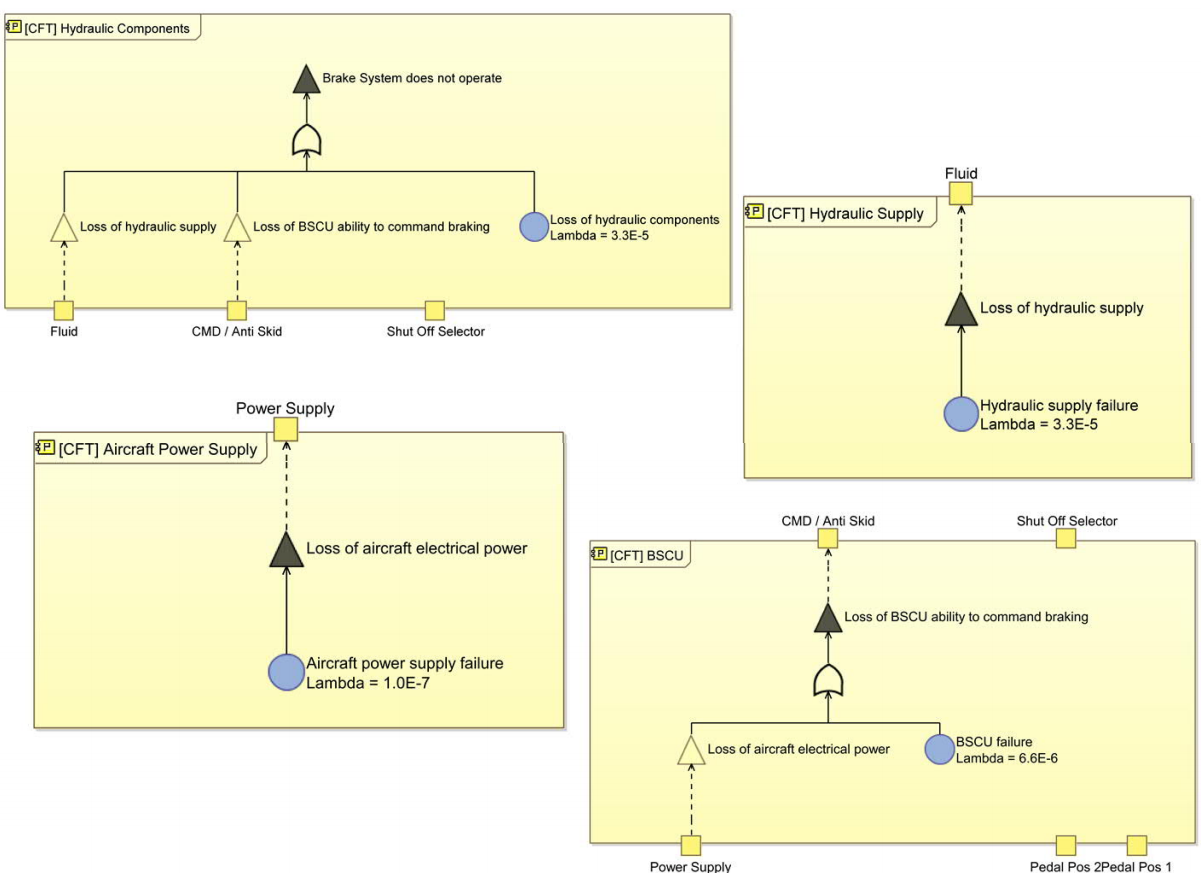 [CFT] Hydraulic Components
Brake System does not operate
Loss of hydraulic supply
Loss of BSCU ability to command braking
Loss of hydraulic components
Lambda = 3.3E-5
Fluid
CMD / Anti Skid
Shut Off Selector
Fluid
[CFT] Hydraulic Supply
Loss of hydraulic supply
Hydraulic supply failure
Lambda = 3.3E-5
Power Supply
[CFT] Aircraft Power Supply
Loss of aircraft electrical power
Aircraft power supply failure
Lambda = 1.0E-7
CMD / Anti Skid
Shut Off Selector
[CFT] BSCU
Loss of BSCU ability to command braking
Loss of aircraft electrical power
BSCU failure
Lambda = 6.6E-6
Power Supply
Pedal Pos 2
Pedal Pos 1